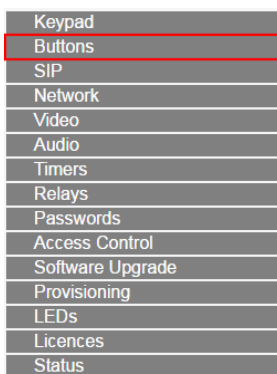 Keypad
Buttons
SIP
Network
Video
Audio
Timers
Relays
Passwords
Access Control
Software Upgrade
Provisioning
LEDs
Licences
Status